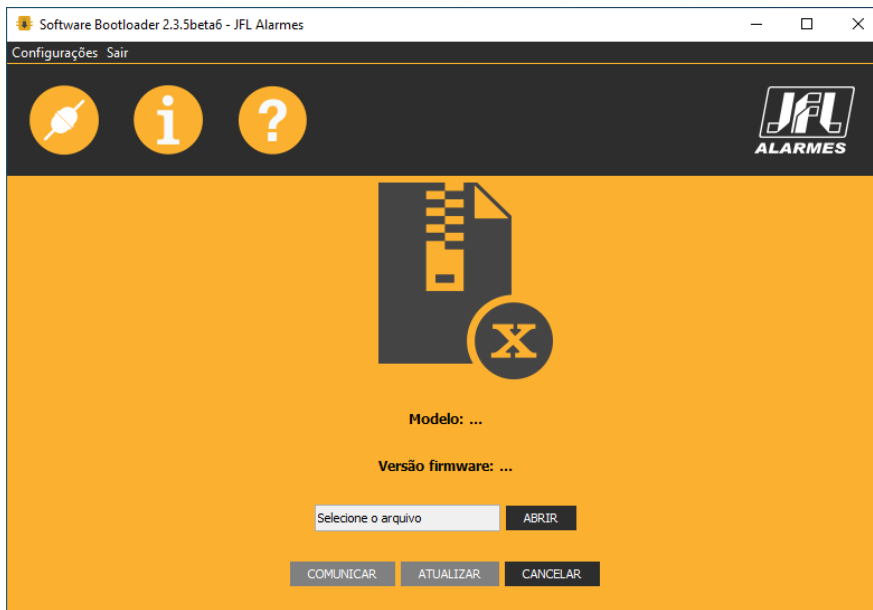 Software Bootloader 2.3.5beta6 - JFL Alarmes
Configurações Sair
i ?
JFL
ALARMES
X
Modelo: ...
Versão firmware: ...
Selecione o arquivo ABRIR
COMUNICAR ATUALIZAR CANCELAR